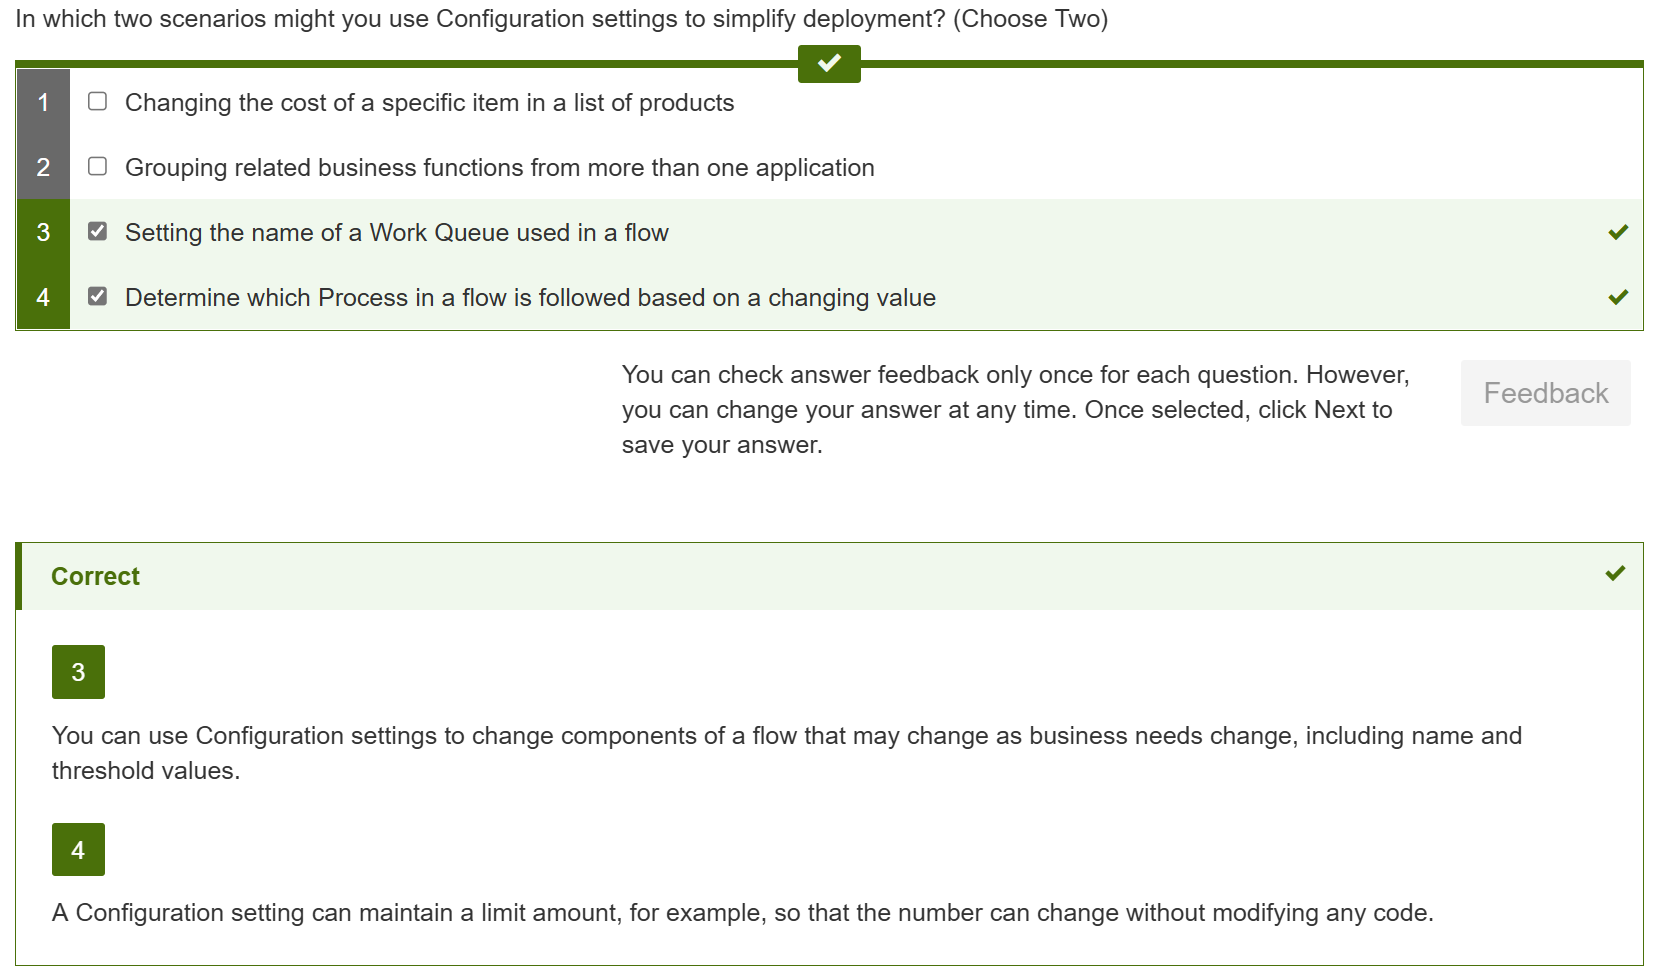 In which two scenarios might you use Configuration settings to simplify deployment? (Choose Two)
1 Changing the cost of a specific item in a list of products
2 Grouping related business functions from more than one application
3 Setting the name of a Work Queue used in a flow
4 Determine which Process in a flow is followed based on a changing value
You can check answer feedback only once for each question. However,
you can change your answer at any time. Once selected, click Next to
save your answer.
Feedback
Correct
3
You can use Configuration settings to change components of a flow that may change as business needs change, including name and
threshold values.
4
A Configuration setting can maintain a limit amount, for example, so that the number can change without modifying any code.